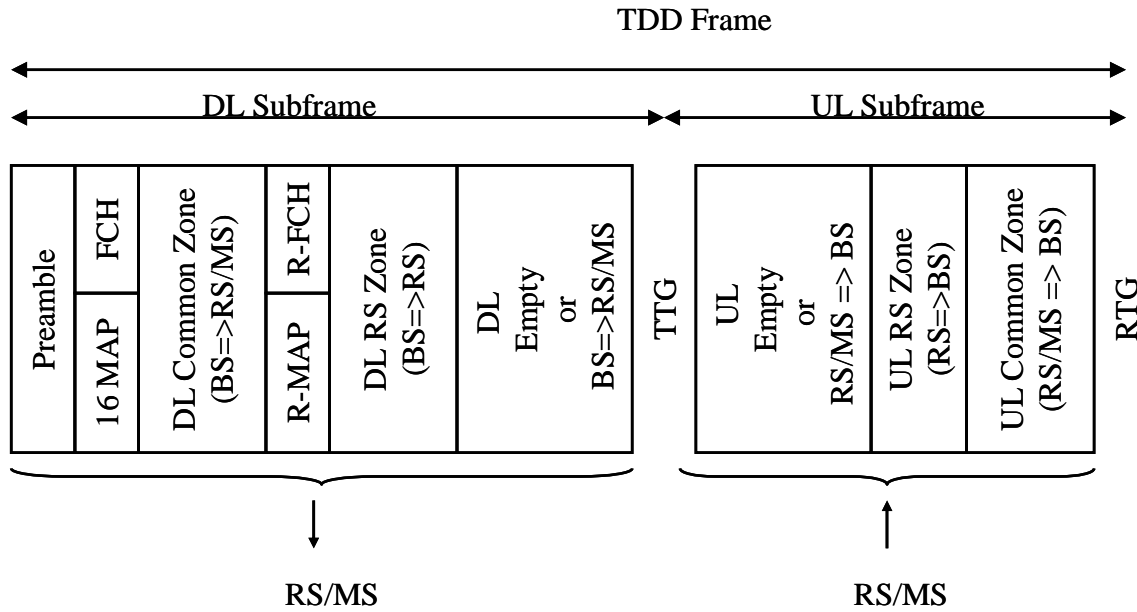 TDD Frame
DL Subframe
UL Subframe
Preamble
FCH
16 MAP
DL Common Zone
(BS=>RS/MS)
R-FCH
R-MAP
DL RS Zone
(BS=>RS)
DL
Empty
or
BS=>RS/MS
TTG
UL
Empty
or
RS/MS => BS
UL RS Zone
(RS=>BS)
UL Common Zone
(RS/MS => BS)
RTG
RS/MS
RS/MS